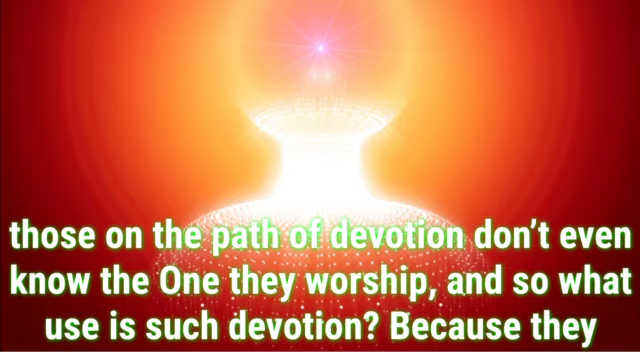 those on the path of devotion don’t even
know the One they worship, and so what
use is such devotion? Because they